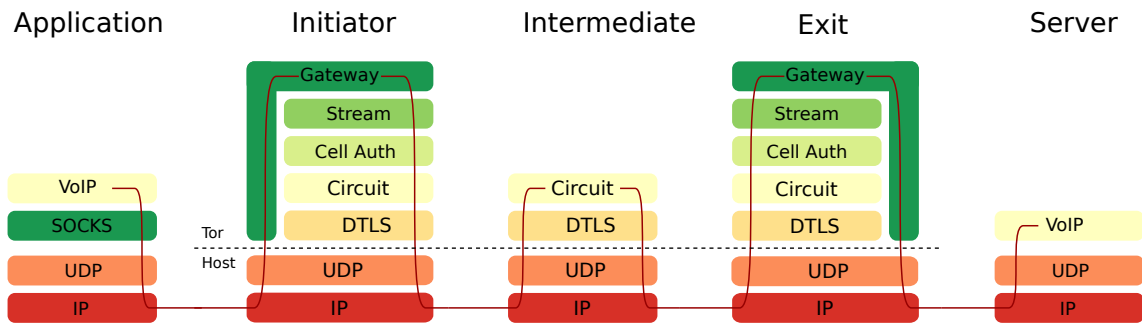 Application
Initiator
Intermediate
Exit
Server
Gateway
Gateway
Stream
Stream
Cell Auth
Cell Auth
VoIP
Circuit
Circuit
Circuit
SOCKS
DTLS
DTLS
DTLS
VoIP
Tor
Host
UDP
UDP
UDP
UDP
UDP
IP
IP
IP
IP
IP